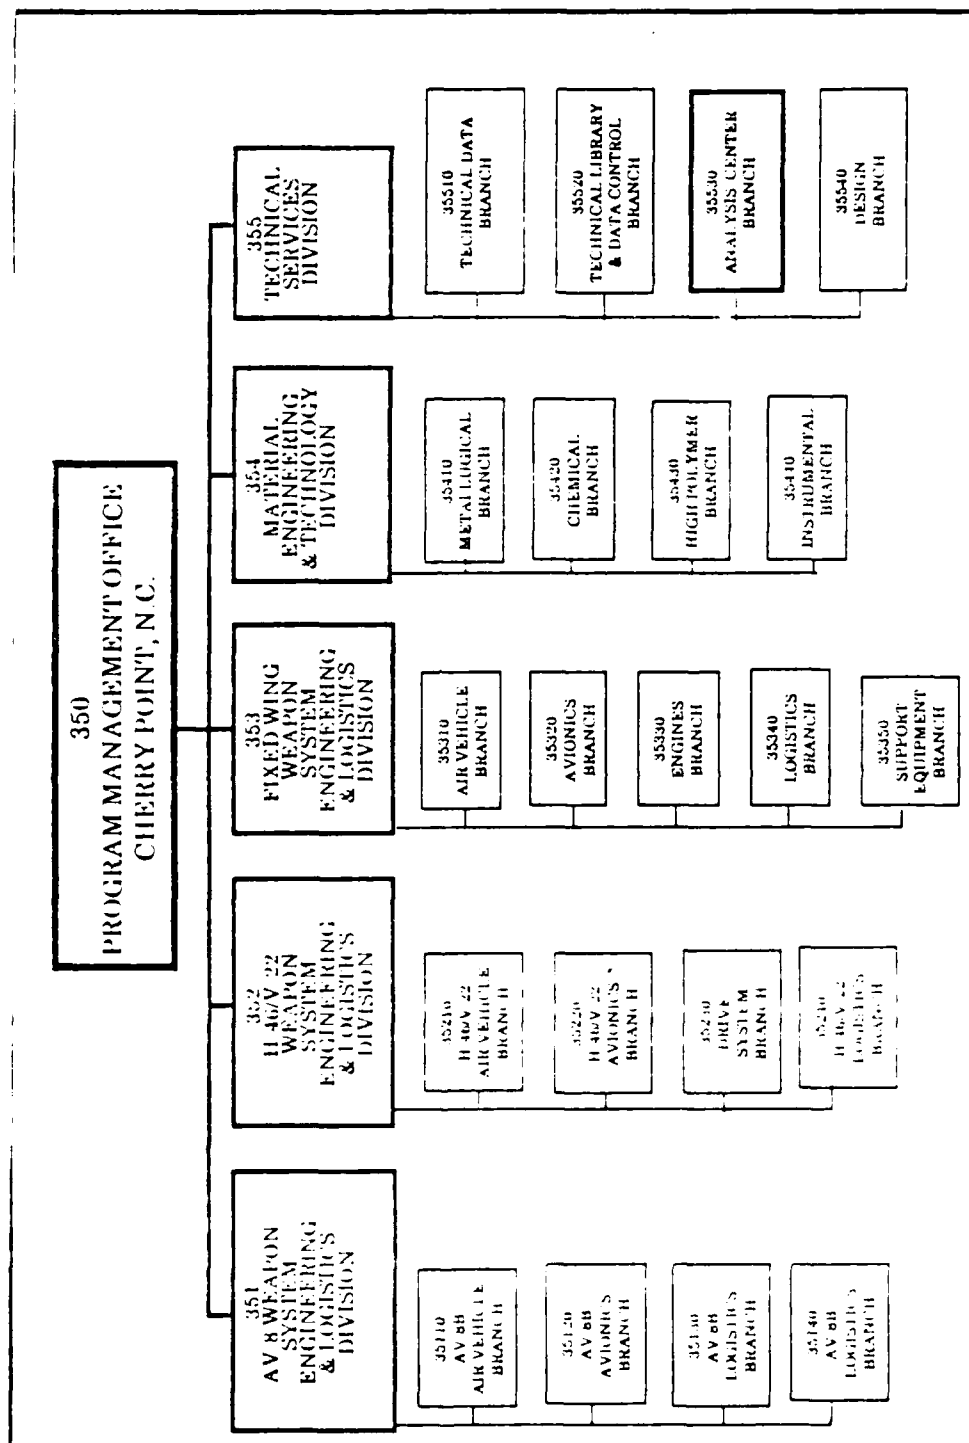 350
PROGRAM MANAGEMENT OFFICE
CHERRY POINT, N.C.
351
AV 8 WEAPON
SYSTEM
ENGINEERING
& LOGISTICS
DIVISION
35110
AV 8B
AIR VEHICLE
BRANCH
35120
AV 8B
AVIONICS
BRANCH
35130
AV 8B
LOGISTICS
BRANCH
35140
AV 8B
LOGISTICS
BRANCH
352
H 46/V 22
WEAPON
SYSTEM
ENGINEERING
& LOGISTICS
DIVISION
35210
H 46/V 22
AIR VEHICLE
BRANCH
35220
H 46/V 22
AVIONICS
BRANCH
35230
DRIVE
SYSTEM
BRANCH
35240
H 46/V 22
LOGISTICS
BRANCH
353
FIXED WING
WEAPON
SYSTEM
ENGINEERING
& LOGISTICS
DIVISION
35310
AIR VEHICLE
BRANCH
35320
AVIONICS
BRANCH
35330
ENGINES
BRANCH
35340
LOGISTICS
BRANCH
35350
SUPPORT
EQUIPMENT
BRANCH
354
MATERIAL
ENGINEERING
& TECHNOLOGY
DIVISION
35410
METALLOGICAL
BRANCH
35420
CHEMICAL
BRANCH
35430
HIGH POLYMER
BRANCH
35440
INSTRUMENTAL
BRANCH
355
TECHNICAL
SERVICES
DIVISION
35510
TECHNICAL DATA
BRANCH
35520
TECHNICAL LIBRARY
& DATA CONTROL
BRANCH
35530
ANALYSIS CENTER
BRANCH
35540
DESIGN
BRANCH